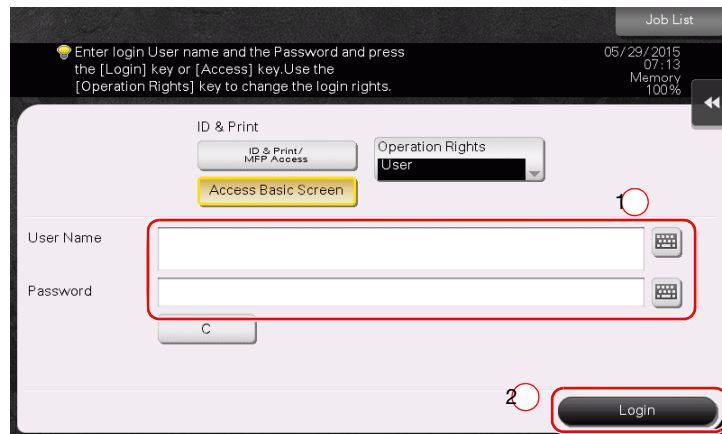 Job List
Enter login User name and the Password and press
the [Login] key or [Access] key.Use the
[Operation Rights] key to change the login rights.
05/29/2015
07:13
Memory
100%
ID & Print
ID & Print/
MFP Access
Operation Rights
User
Access Basic Screen
1
User Name
Password
C
2
Login